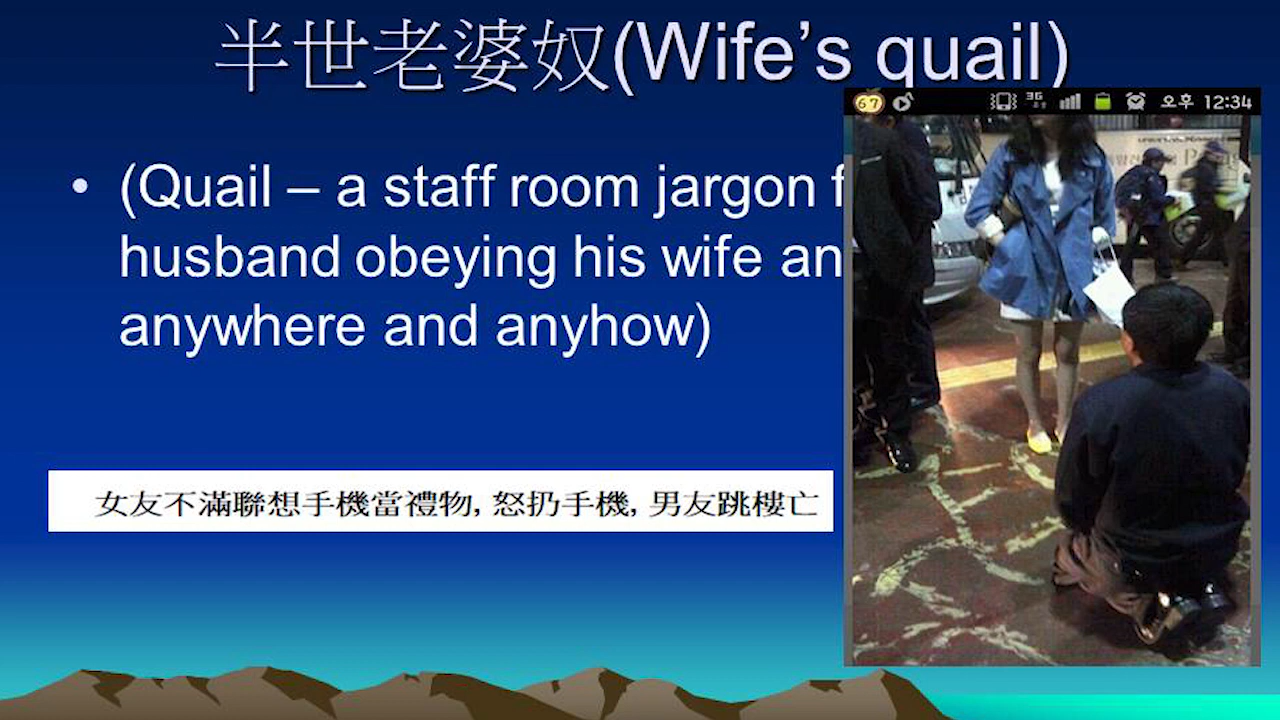 半世老婆奴(Wife’s quail)
• (Quail – a staff room jargon
husband obeying his wife
anywhere and anyhow)
女友不滿聯想手機當禮物, 怒扔手機, 男友跳樓亡
67 3G 오후 12:34